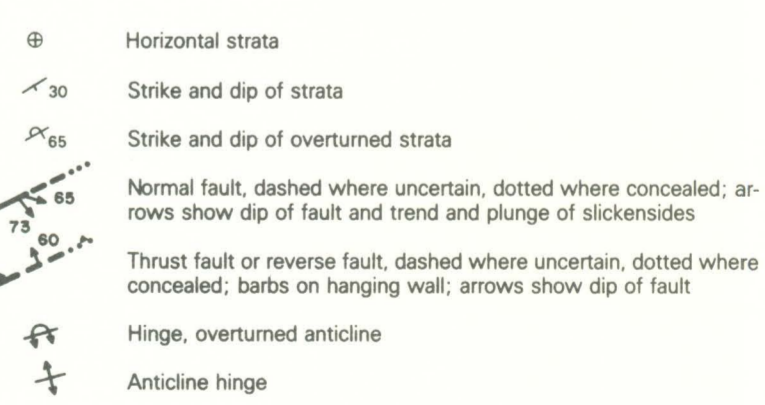 Horizontal strata
30 Strike and dip of strata
65 Strike and dip of overturned strata
65 Normal fault, dashed where uncertain, dotted where concealed; ar-
73 rows show dip of fault and trend and plunge of slickensides
60 Thrust fault or reverse fault, dashed where uncertain, dotted where
concealed; barbs on hanging wall; arrows show dip of fault
Hinge, overturned anticline
Anticline hinge